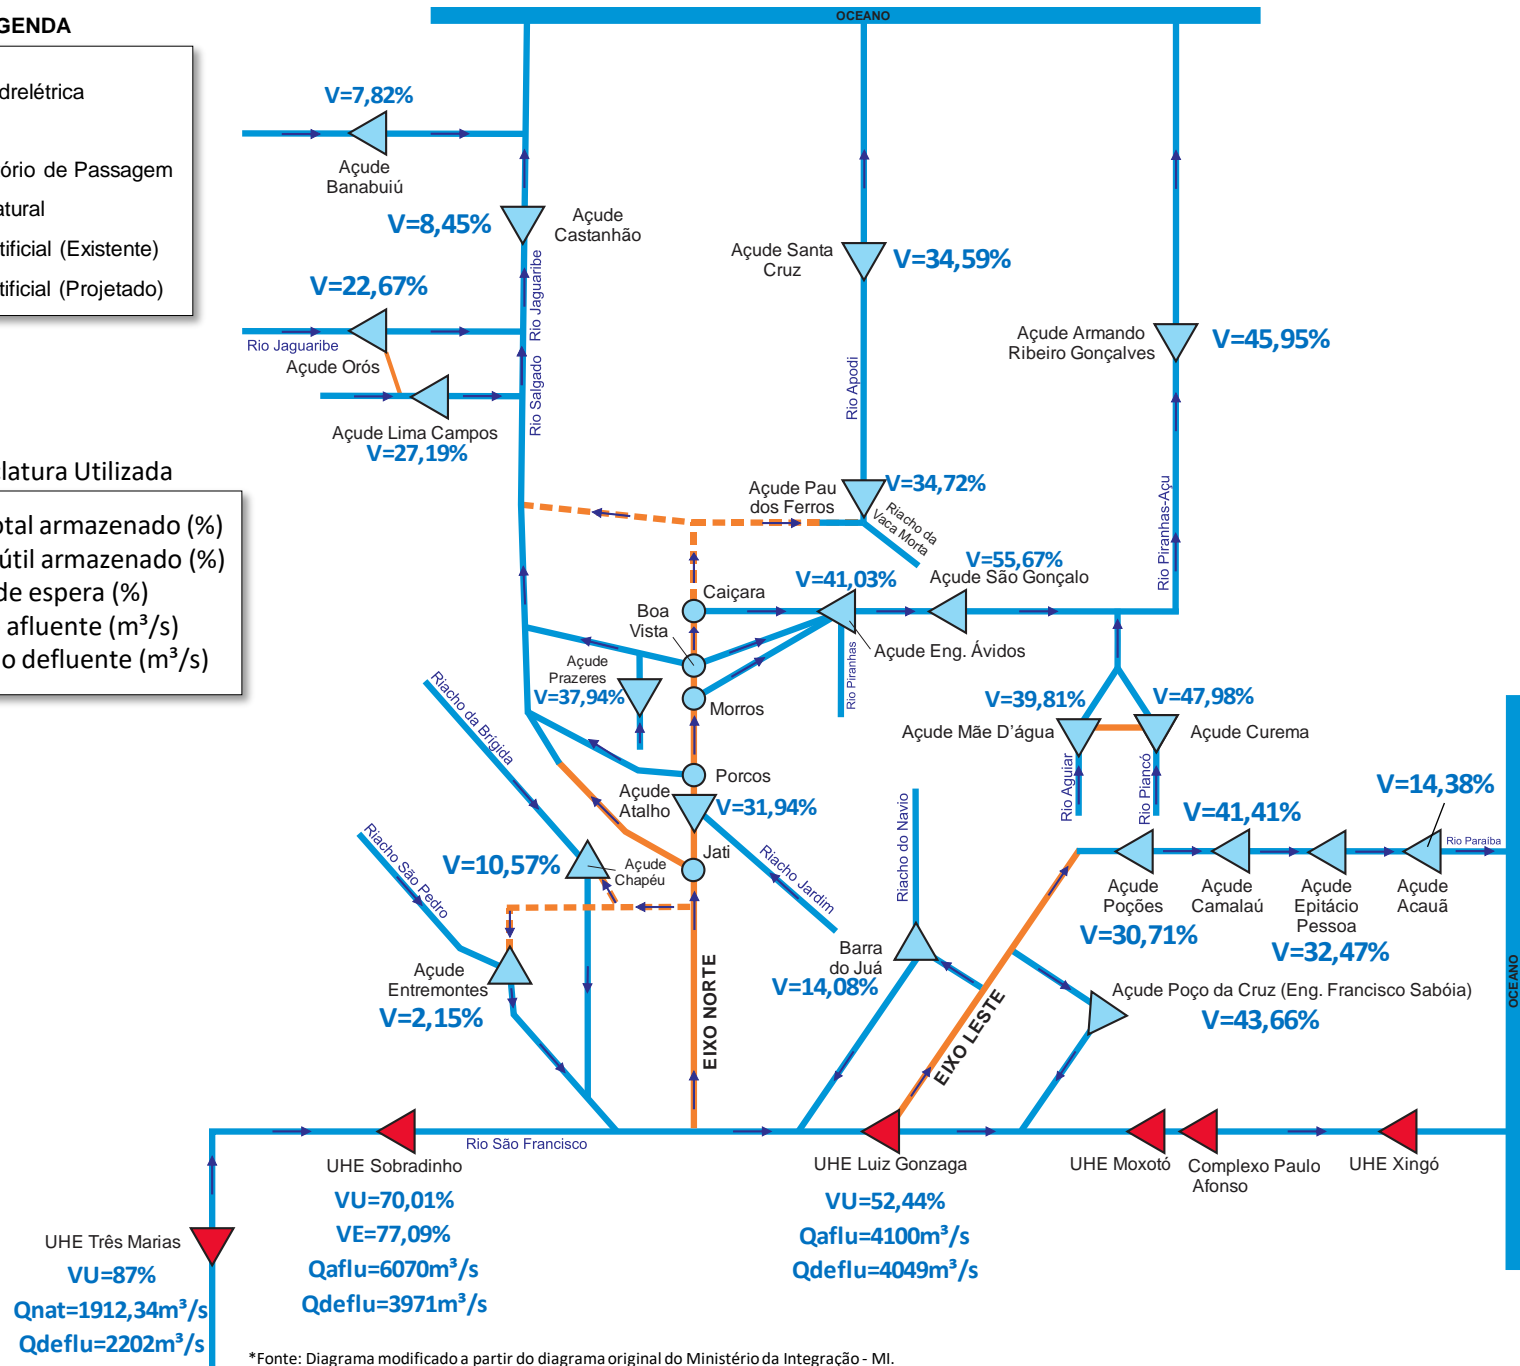 GENDA
drelétrica
ório de Passagem
atural
tificial (Existente)
tificial (Projetado)
clatura Utilizada
otal armazenado (%)
útil armazenado (%)
de espera (%)
afluente (m³/s)
o defluente (m³/s)
OCEANO
V=7,82%
Açude
Banabuiú
V=8,45%
Açude
Castanhão
Rio Jaguaribe
V=22,67%
Rio Jaguaribe
Açude Orós
Rio Salgado
Açude Lima Campos
V=27,19%
Açude Santa
Cruz
V=34,59%
Rio Apodi
Açude Armando
Ribeiro Gonçalves
V=45,95%
Rio Piranhas-Açu
Açude Pau
dos Ferros
V=34,72%
Riacho da
Vaca Morta
V=55,67%
Açude São Gonçalo
V=41,03%
Caiçara
Boa
Vista
Açude Eng. Ávidos
Rio Piranhas
Açude
Prazeres
V=37,94%
Morros
Riacho da Brígida
Porcos
Açude
Atalho
V=31,94%
Jati
Riacho Jardim
V=39,81%
V=47,98%
Açude Mãe D'água
Açude Curema
Rio Aguiar
Rio Piancó
V=14,38%
V=41,41%
Rio Paraíba
Açude
Poções
V=30,71%
Açude
Camalaú
Açude
Epitácio
Pessoa
V=32,47%
Açude
Acauã
Riacho São Pedro
V=10,57%
Açude
Chapéu
Açude
Entremontes
V=2,15%
EIXO NORTE
Riacho do Navio
Barra
do Juá
V=14,08%
EIXO LESTE
Açude Poço da Cruz (Eng. Francisco Sabóia)
V=43,66%
OCEANO
Rio São Francisco
UHE Sobradinho
VU=70,01%
VE=77,09%
Qaflu=6070m³/s
Qdeflu=3971m³/s
UHE Luiz Gonzaga
VU=52,44%
Qaflu=4100m³/s
Qdeflu=4049m³/s
UHE Moxotó
Complexo Paulo
Afonso
UHE Xingó
UHE Três Marias
VU=87%
Qnat=1912,34m³/s
Qdeflu=2202m³/s
*Fonte: Diagrama modificado a partir do diagrama original do Ministério da Integração - MI.